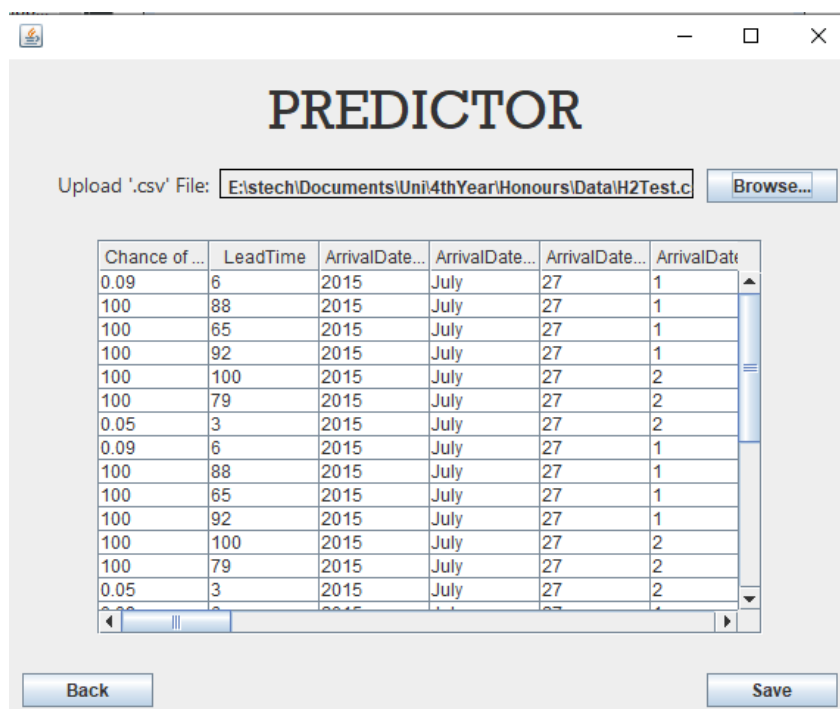 PREDICTOR
Upload '.csv' File: E:\stech\Documents\Uni\4thYear\Honours\Data\H2Test.c Browse...
Chance of ... LeadTime ArrivalDate... ArrivalDate... ArrivalDate... ArrivalDate
0.09 6 2015 July 27 1
100 88 2015 July 27 1
100 65 2015 July 27 1
100 92 2015 July 27 1
100 100 2015 July 27 2
100 79 2015 July 27 2
0.05 3 2015 July 27 2
0.09 6 2015 July 27 1
100 88 2015 July 27 1
100 65 2015 July 27 1
100 92 2015 July 27 1
100 100 2015 July 27 2
100 79 2015 July 27 2
0.05 3 2015 July 27 2
Back Save